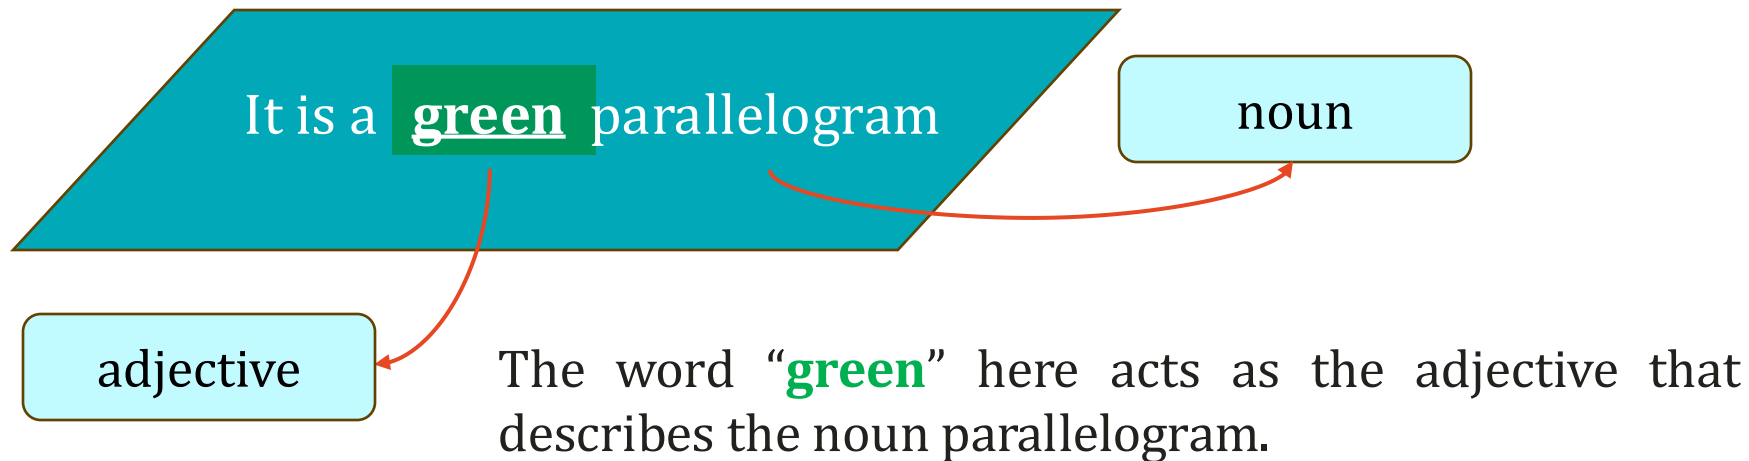 It is a green parallelogram
noun
adjective
The word “green” here acts as the adjective that
describes the noun parallelogram.